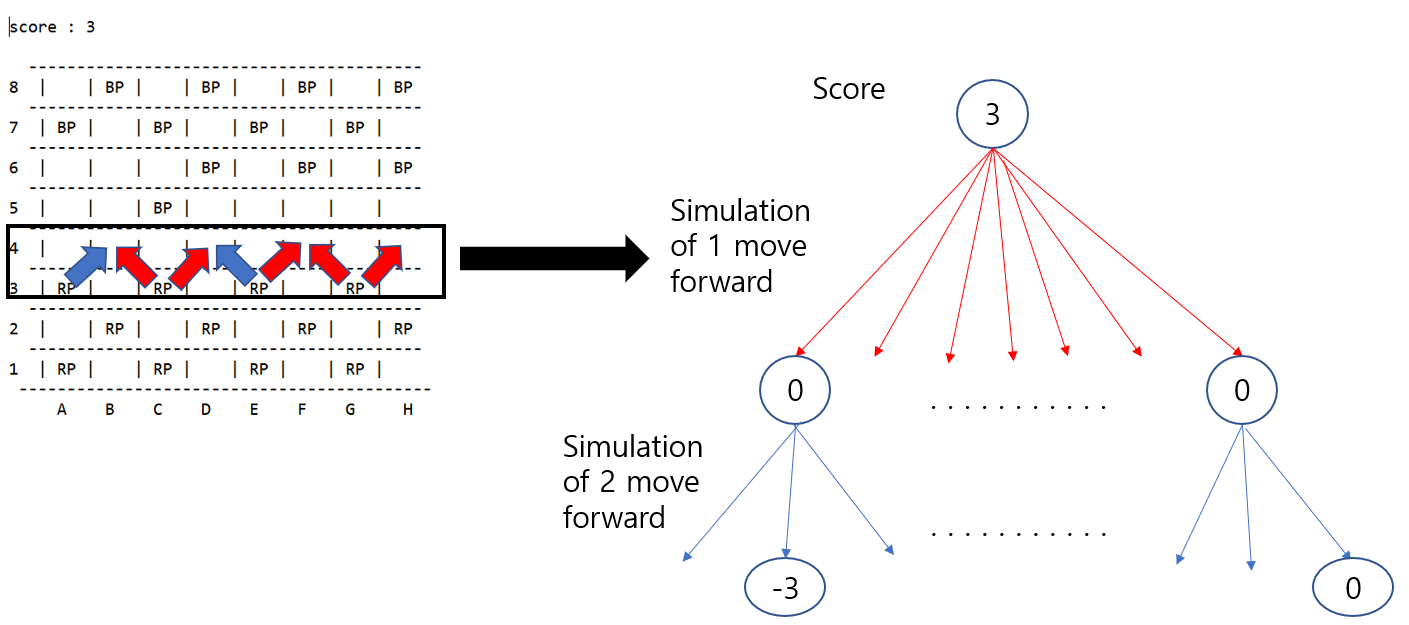 score : 3
8 | | BP | | BP | | BP | | BP
7 | BP | | BP | | BP | | BP |
6 | | | | BP | | BP | | BP
5 | | | BP | | | | |
4 |
3 | RP | | RP | | RP | | RP |
2 | | RP | | RP | | RP | | RP
1 | RP | | RP | | RP | | RP |
A B C D E F G H
Score
3
Simulation
of 1 move
forward
0
. . . . . . . . . . .
0
Simulation
of 2 move
forward
. . . . . . . . . . .
-3
0